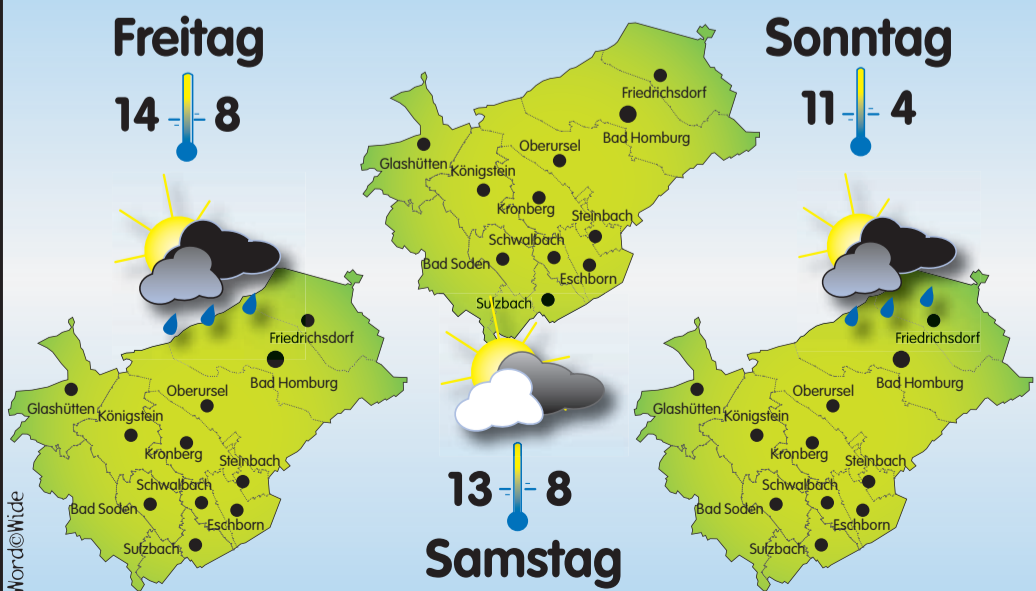 Freitag
14 8
Friedrichsdorf
Bad Homburg
Oberursel
Glashütten
Königstein
Kronberg
Steinbach
Schwalbach
Bad Soden
Eschborn
Sulzbach
Friedrichsdorf
Bad Homburg
Oberursel
Glashütten
Königstein
Kronberg
Steinbach
Schwalbach
Bad Soden
Eschborn
Sulzbach
13 8
Samstag
Sonntag
11 4
Friedrichsdorf
Bad Homburg
Oberursel
Glashütten
Königstein
Kronberg
Steinbach
Schwalbach
Bad Soden
Eschborn
Sulzbach
Word©Wide